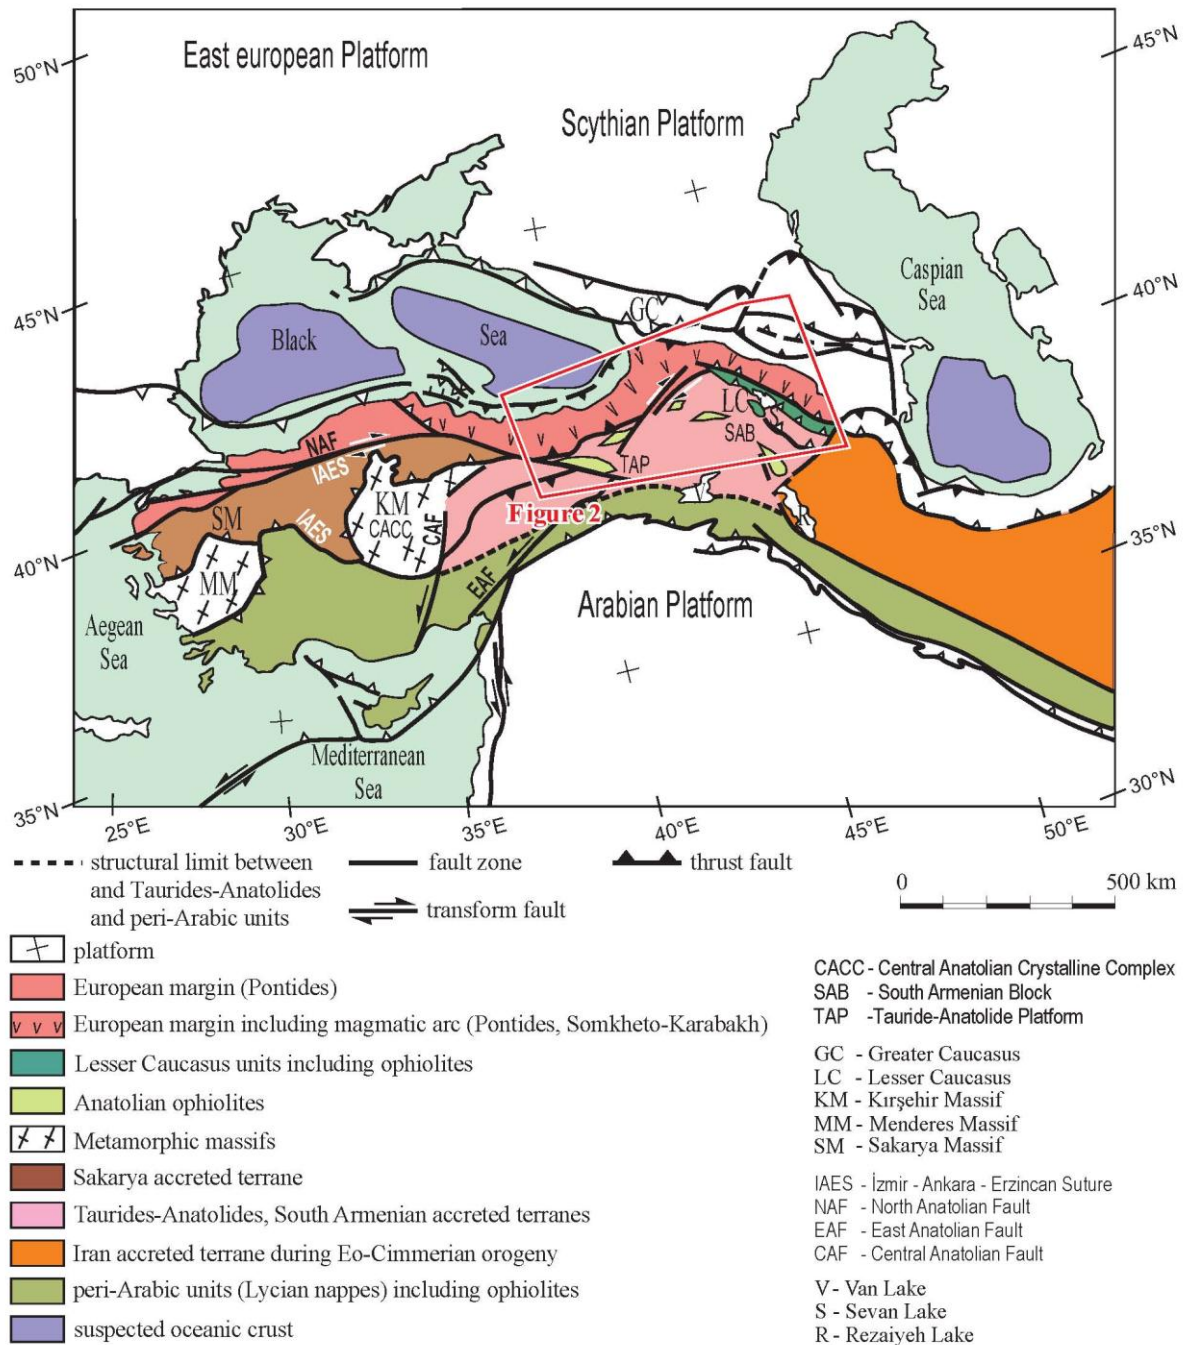 East european Platform
Scythian Platform
50°N
45°N
45°N
40°N
40°N
35°N
35°N
30°N
Caspian
Sea
GC
Black
Sea
NAF
IAES
LC
S
SAB
TAP
KM
CACC
CAF
SM
IAES
V
Figure 2
R
MM
EAF
Arabian Platform
Aegean
Sea
Mediterranean
Sea
25°E
30°E
35°E
40°E
45°E
50°E
structural limit between
and Taurides-Anatolides
and peri-Arabic units
fault zone
transform fault
thrust fault
0 500 km
platform
European margin (Pontides)
European margin including magmatic arc (Pontides, Somkheto-Karabakh)
Lesser Caucasus units including ophiolites
Anatolian ophiolites
Metamorphic massifs
Sakarya accreted terrane
Taurides-Anatolides, South Armenian accreted terranes
Iran accreted terrane during Eo-Cimmerian orogeny
peri-Arabic units (Lycian nappes) including ophiolites
suspected oceanic crust
CACC - Central Anatolian Crystalline Complex
SAB - South Armenian Block
TAP -Tauride-Anatolide Platform
GC - Greater Caucasus
LC - Lesser Caucasus
KM - Kırşehir Massif
MM - Menderes Massif
SM - Sakarya Massif
IAES - İzmir - Ankara - Erzincan Suture
NAF - North Anatolian Fault
EAF - East Anatolian Fault
CAF - Central Anatolian Fault
V - Van Lake
S - Sevan Lake
R - Rezaiyeh Lake